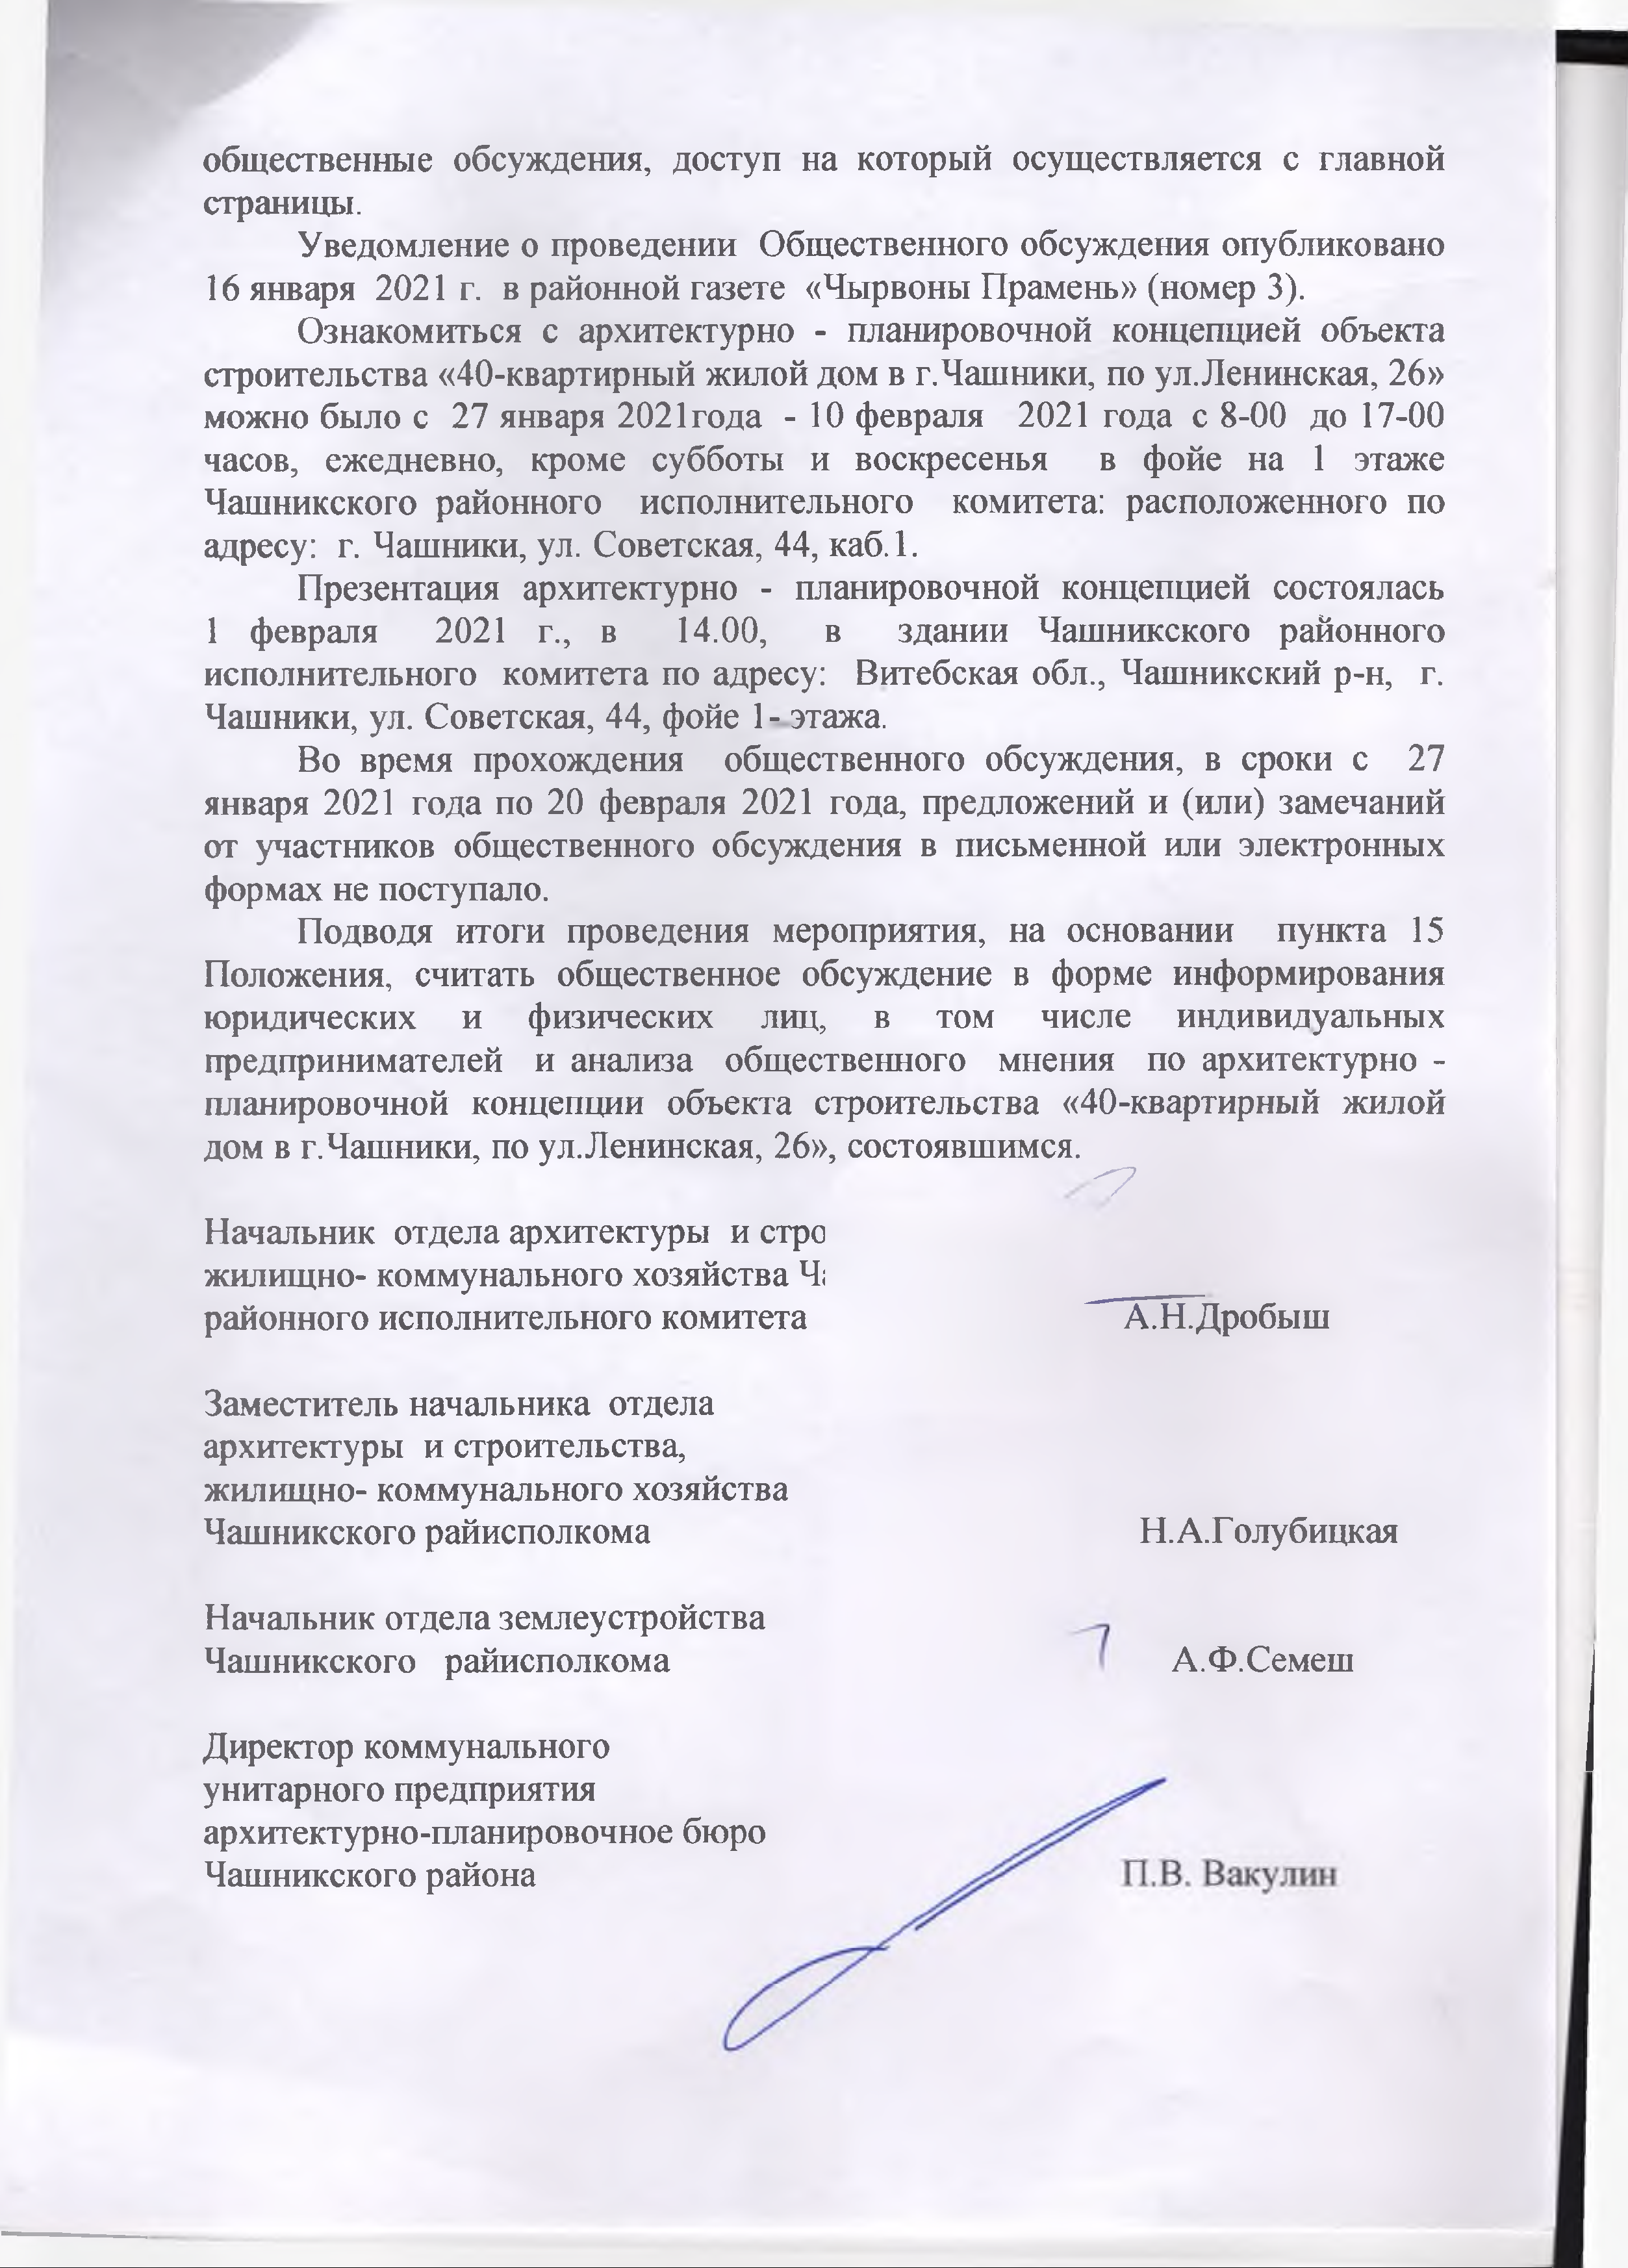 общественные обсуждения, доступ на который осуществляется с главной
страницы.
Уведомление о проведении Общественного обсуждения опубликовано
16 января 2021 г. в районной газете «Чырвоны Прамень» (номер 3).
Ознакомиться с архитектурно - планировочной концепцией объекта
строительства «40-квартирный жилой дом в г.Чашники, по ул.Ленинская, 26»
можно было с 27 января 2021года - 10 февраля 2021 года с 8-00 до 17-00
часов, ежедневно, кроме субботы и воскресенья в фойе на 1 этаже
Чашникского районного исполнительного комитета: расположенного по
адресу: г. Чашники, ул. Советская, 44, каб.1.
Презентация архитектурно - планировочной концепцией состоялась
1 февраля 2021 г., в 14.00, в здании Чашникского районного
исполнительного комитета по адресу: Витебская обл., Чашникский р-н, г.
Чашники, ул. Советская, 44, фойе 1- этажа.
Во время прохождения общественного обсуждения, в сроки с 27
января 2021 года по 20 февраля 2021 года, предложений и (или) замечаний
от участников общественного обсуждения в письменной или электронных
формах не поступало.
Подводя итоги проведения мероприятия, на основании пункта 15
Положения, считать общественное обсуждение в форме информирования
юридических и физических лиц, в том числе индивидуальных
предпринимателей и анализа общественного мнения по архитектурно -
планировочной концепции объекта строительства «40-квартирный жилой
дом в г.Чашники, по ул.Ленинская, 26», состоявшимся.
Начальник отдела архитектуры и стро
жилищно- коммунального хозяйства Ч
районного исполнительного комитета А.Н.Дробыш
Заместитель начальника отдела
архитектуры и строительства,
жилищно- коммунального хозяйства
Чашникского райисполкома Н.А.Голубицкая
Начальник отдела землеустройства
Чашникского райисполкома А.Ф.Семеш
Директор коммунального
унитарного предприятия
архитектурно-планировочное бюро
Чашникского района П.В. Вакулин